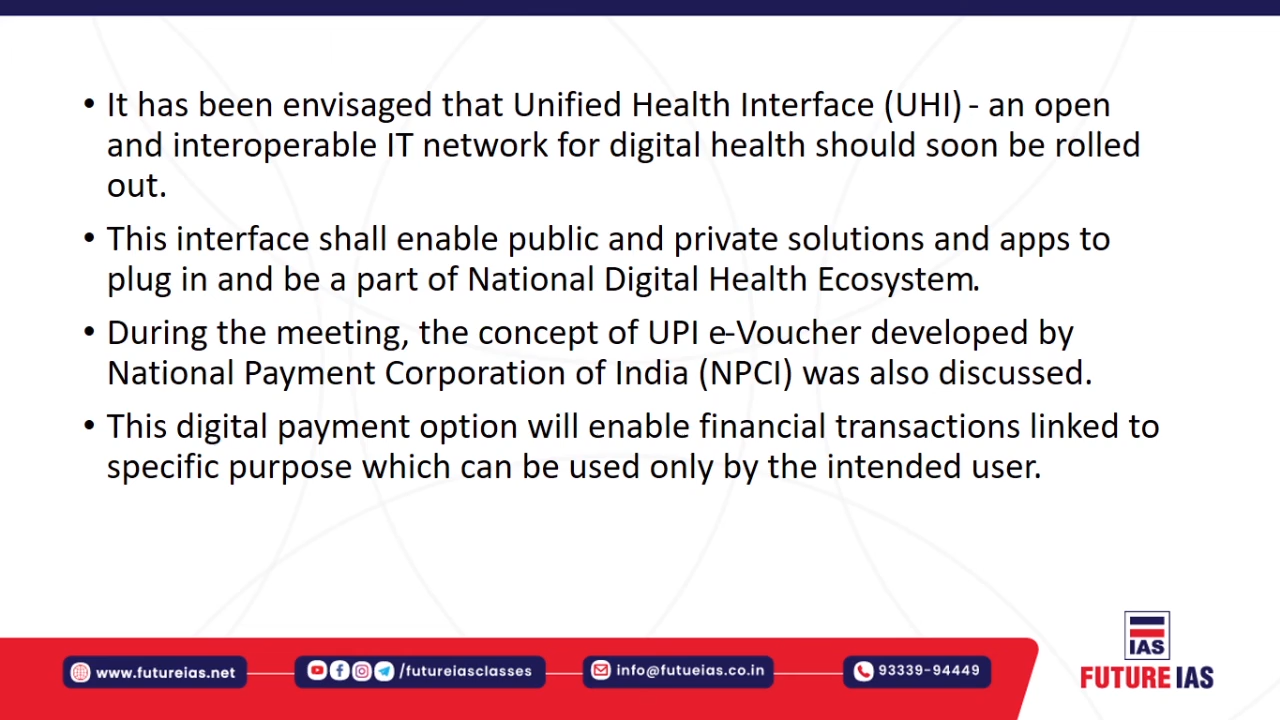 • It has been envisaged that Unified Health Interface (UHI) - an open
and interoperable IT network for digital health should soon be rolled
out.
• This interface shall enable public and private solutions and apps to
plug in and be a part of National Digital Health Ecosystem.
• During the meeting, the concept of UPI e-Voucher developed by
National Payment Corporation of India (NPCI) was also discussed.
• This digital payment option will enable financial transactions linked to
specific purpose which can be used only by the intended user.
www.futureias.net
/futureiasclasses
info@futueias.co.in
93339-94449
IAS
FUTURE IAS